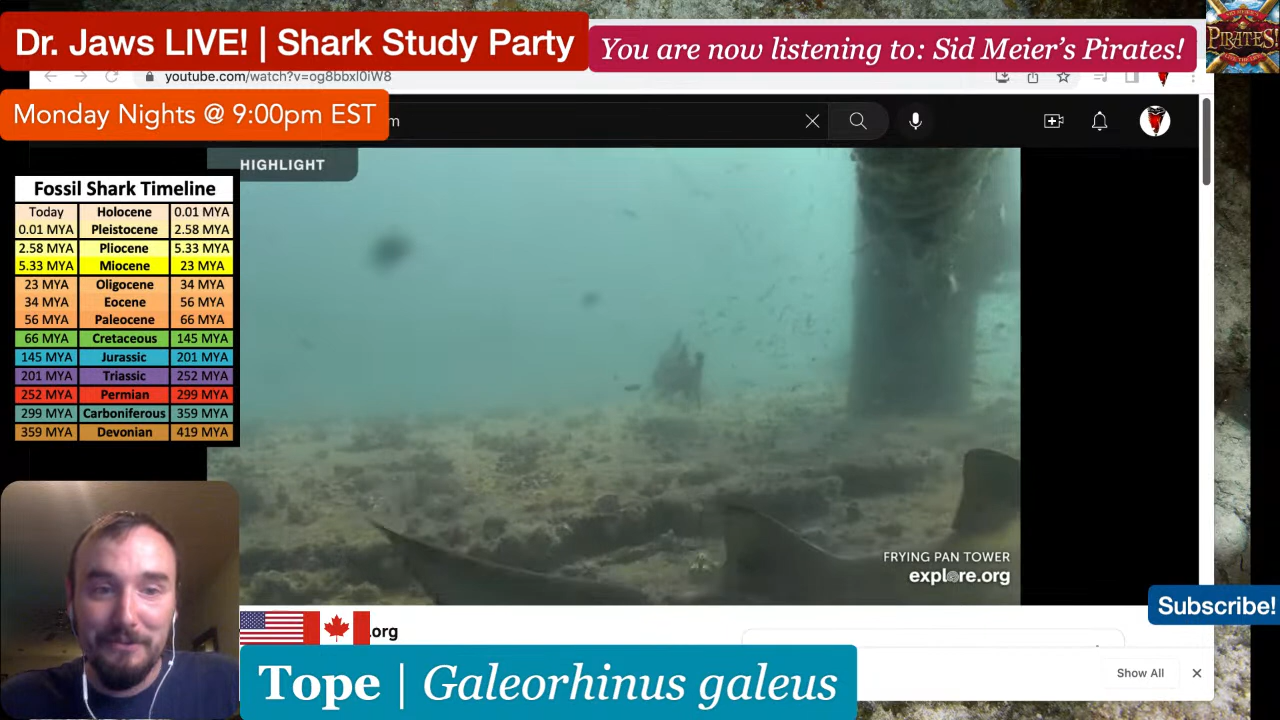 Dr. Jaws LIVE! | Shark Study Party
You are now listening to: Sid Meier's Pirates!
SID MEIER'S
PIRATES!
youtube.com/watch?v=og8bbxl0iW8
Monday Nights @ 9:00pm EST
m
HIGHLIGHT
Fossil Shark Timeline
Today Holocene 0.01 MYA
0.01 MYA Pleistocene 2.58 MYA
2.58 MYA Pliocene 5.33 MYA
5.33 MYA Miocene 23 MYA
23 MYA Oligocene 34 MYA
34 MYA Eocene 56 MYA
56 MYA Paleocene 66 MYA
66 MYA Cretaceous 145 MYA
145 MYA Jurassic 201 MYA
201 MYA Triassic 252 MYA
252 MYA Permian 299 MYA
299 MYA Carboniferous 359 MYA
359 MYA Devonian 419 MYA
FRYING PAN TOWER
explore.org
Subscribe!
.org
Tope | Galeorhinus galeus
Show All